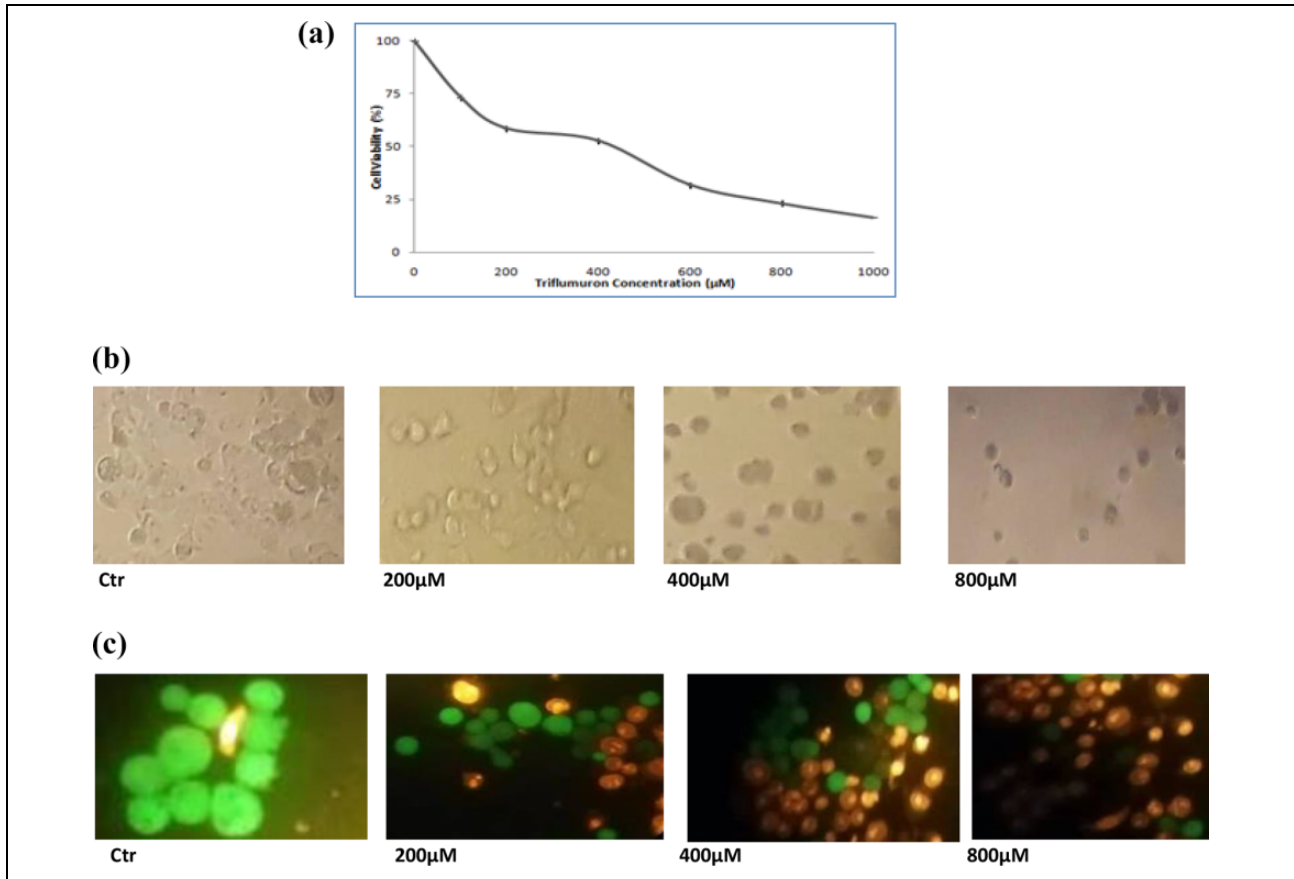 (a)
100
75
50
25
0
Cell Viability (%)
0 200 400 600 800 1000
Triflumuron Concentration (µM)
(b)
Ctr 200µM 400µM 800µM
(c)
Ctr 200µM 400µM 800µM